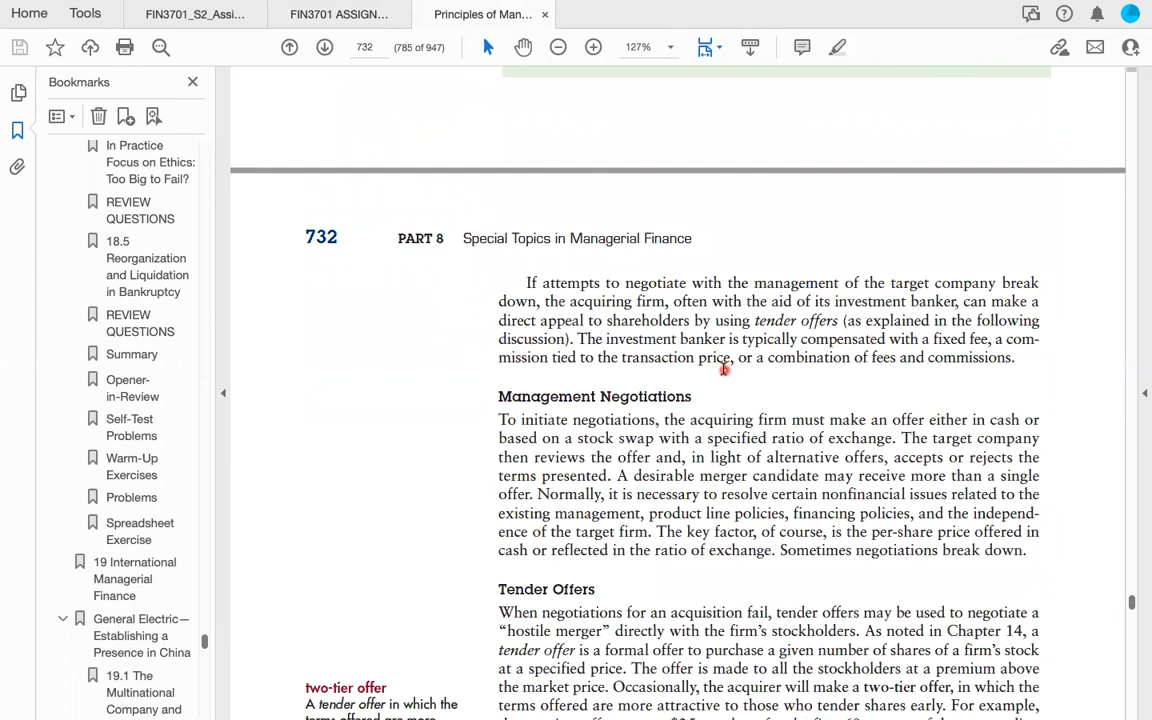 Home
Tools
FIN3701_S2_Assi...
FIN3701 ASSIGN...
Principles of Man...
732
(785 of 947)
127%
Bookmarks
In Practice
Focus on Ethics:
Too Big to Fail?
REVIEW
QUESTIONS
18.5
Reorganization
and Liquidation
in Bankruptcy
REVIEW
QUESTIONS
Summary
Opener-
in-Review
Self-Test
Problems
Warm-Up
Exercises
Problems
Spreadsheet
Exercise
19 International
Managerial
Finance
General Electric—
Establishing a
Presence in China
19.1 The
Multinational
Company and
732
PART 8 Special Topics in Managerial Finance
If attempts to negotiate with the management of the target company break
down, the acquiring firm, often with the aid of its investment banker, can make a
direct appeal to shareholders by using tender offers (as explained in the following
discussion). The investment banker is typically compensated with a fixed fee, a com-
mission tied to the transaction price, or a combination of fees and commissions.
Management Negotiations
To initiate negotiations, the acquiring firm must make an offer either in cash or
based on a stock swap with a specified ratio of exchange. The target company
then reviews the offer and, in light of alternative offers, accepts or rejects the
terms presented. A desirable merger candidate may receive more than a single
offer. Normally, it is necessary to resolve certain nonfinancial issues related to the
existing management, product line policies, financing policies, and the independ-
ence of the target firm. The key factor, of course, is the per-share price offered in
cash or reflected in the ratio of exchange. Sometimes negotiations break down.
Tender Offers
When negotiations for an acquisition fail, tender offers may be used to negotiate a
“hostile merger” directly with the firm’s stockholders. As noted in Chapter 14, a
tender offer is a formal offer to purchase a given number of shares of a firm’s stock
at a specified price. The offer is made to all the stockholders at a premium above
the market price. Occasionally, the acquirer will make a two-tier offer, in which the
terms offered are more attractive to those who tender shares early. For example,
two-tier offer
A tender offer in which the
terms offered are more